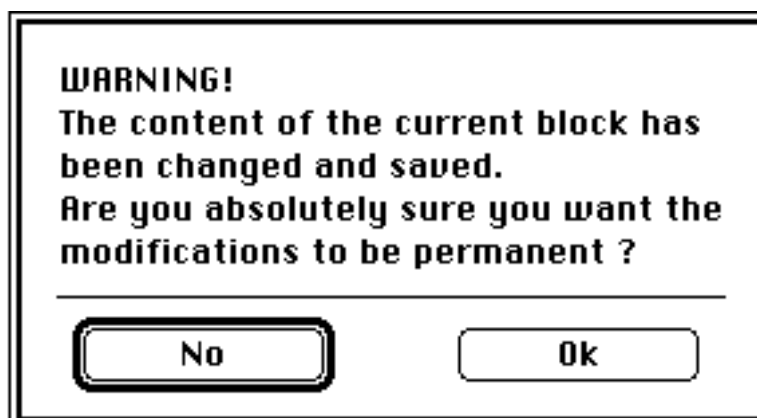 WARNING!
The content of the current block has
been changed and saved.
Are you absolutely sure you want the
modifications to be permanent ?
No
Ok